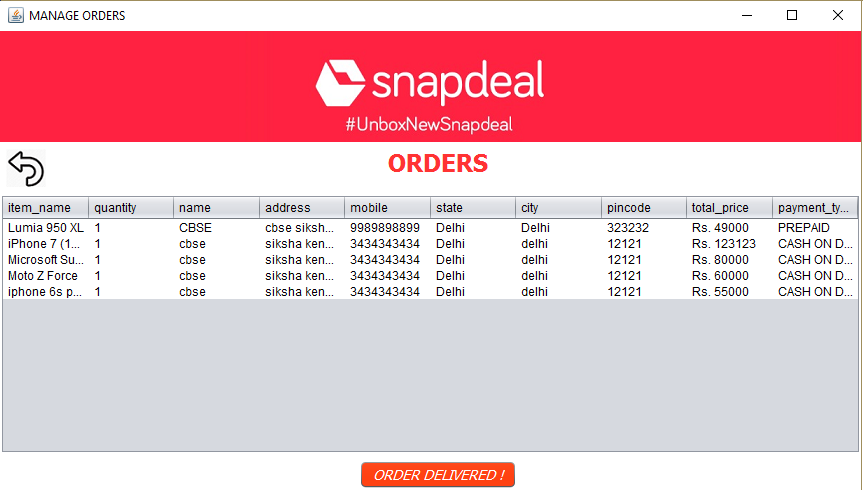 MANAGE ORDERS
snapdeal
#UnboxNewSnapdeal
ORDERS
item_name quantity name address mobile state city pincode total_price payment_ty...
Lumia 950 XL 1 CBSE cbse siksh... 9989898899 Delhi Delhi 323232 Rs. 49000 PREPAID
iPhone 7 (1... 1 cbse siksha ken... 3434343434 Delhi delhi 12121 Rs. 123123 CASH ON D...
Microsoft Su... 1 cbse siksha ken... 3434343434 Delhi delhi 12121 Rs. 80000 CASH ON D...
Moto Z Force 1 cbse siksha ken... 3434343434 Delhi delhi 12121 Rs. 60000 CASH ON D...
iphone 6s p... 1 cbse siksha ken... 3434343434 Delhi delhi 12121 Rs. 55000 CASH ON D...
ORDER DELIVERED !